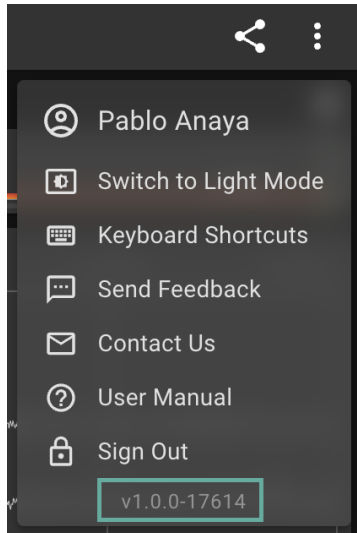 Pablo Anaya
Switch to Light Mode
Keyboard Shortcuts
Send Feedback
Contact Us
User Manual
Sign Out
v1.0.0-17614